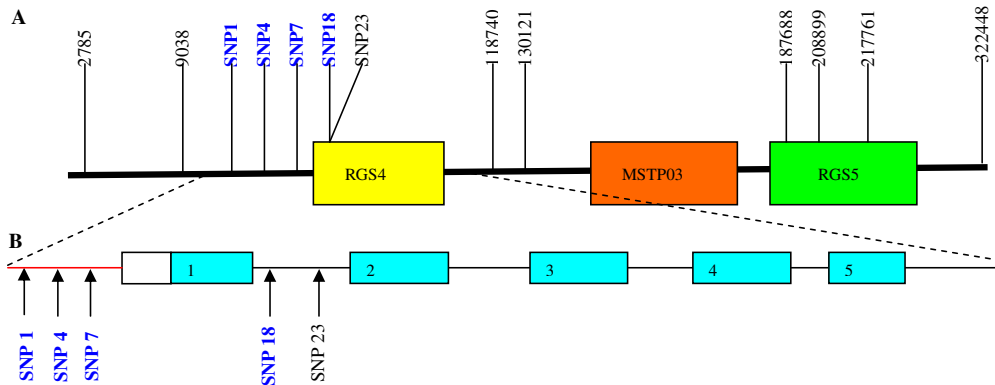 A
2785
9038
SNP1
SNP4
SNP7
SNP18
SNP23
118740
130121
187688
208899
217761
322448
RGS4
MSTP03
RGS5
B
1
2
3
4
5
SNP 1
SNP 4
SNP 7
SNP 18
SNP 23